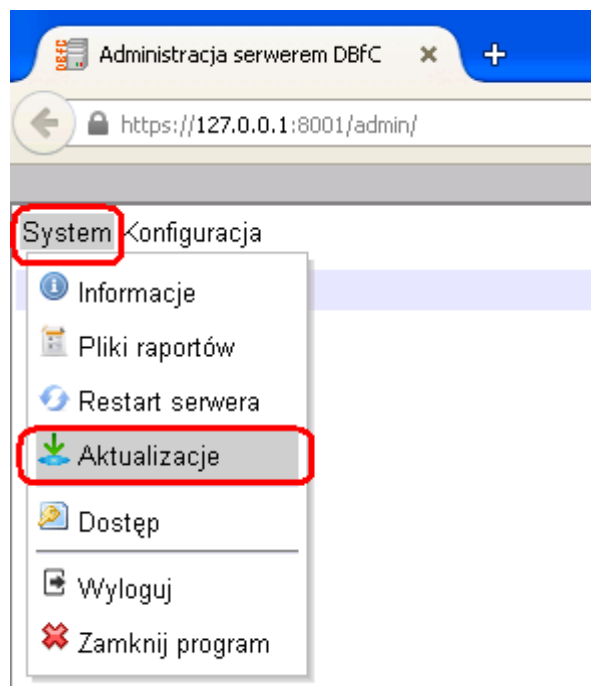 Administracja serwerem DBfC
https://127.0.0.1:8001/admin/
System Konfiguracja
Informacje
Pliki raportów
Restart serwera
Aktualizacje
Dostęp
Wyloguj
Zamknij program